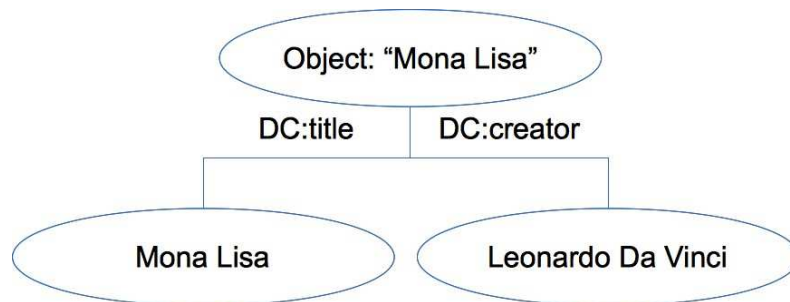 Object: “Mona Lisa”
DC:title DC:creator
Mona Lisa
Leonardo Da Vinci